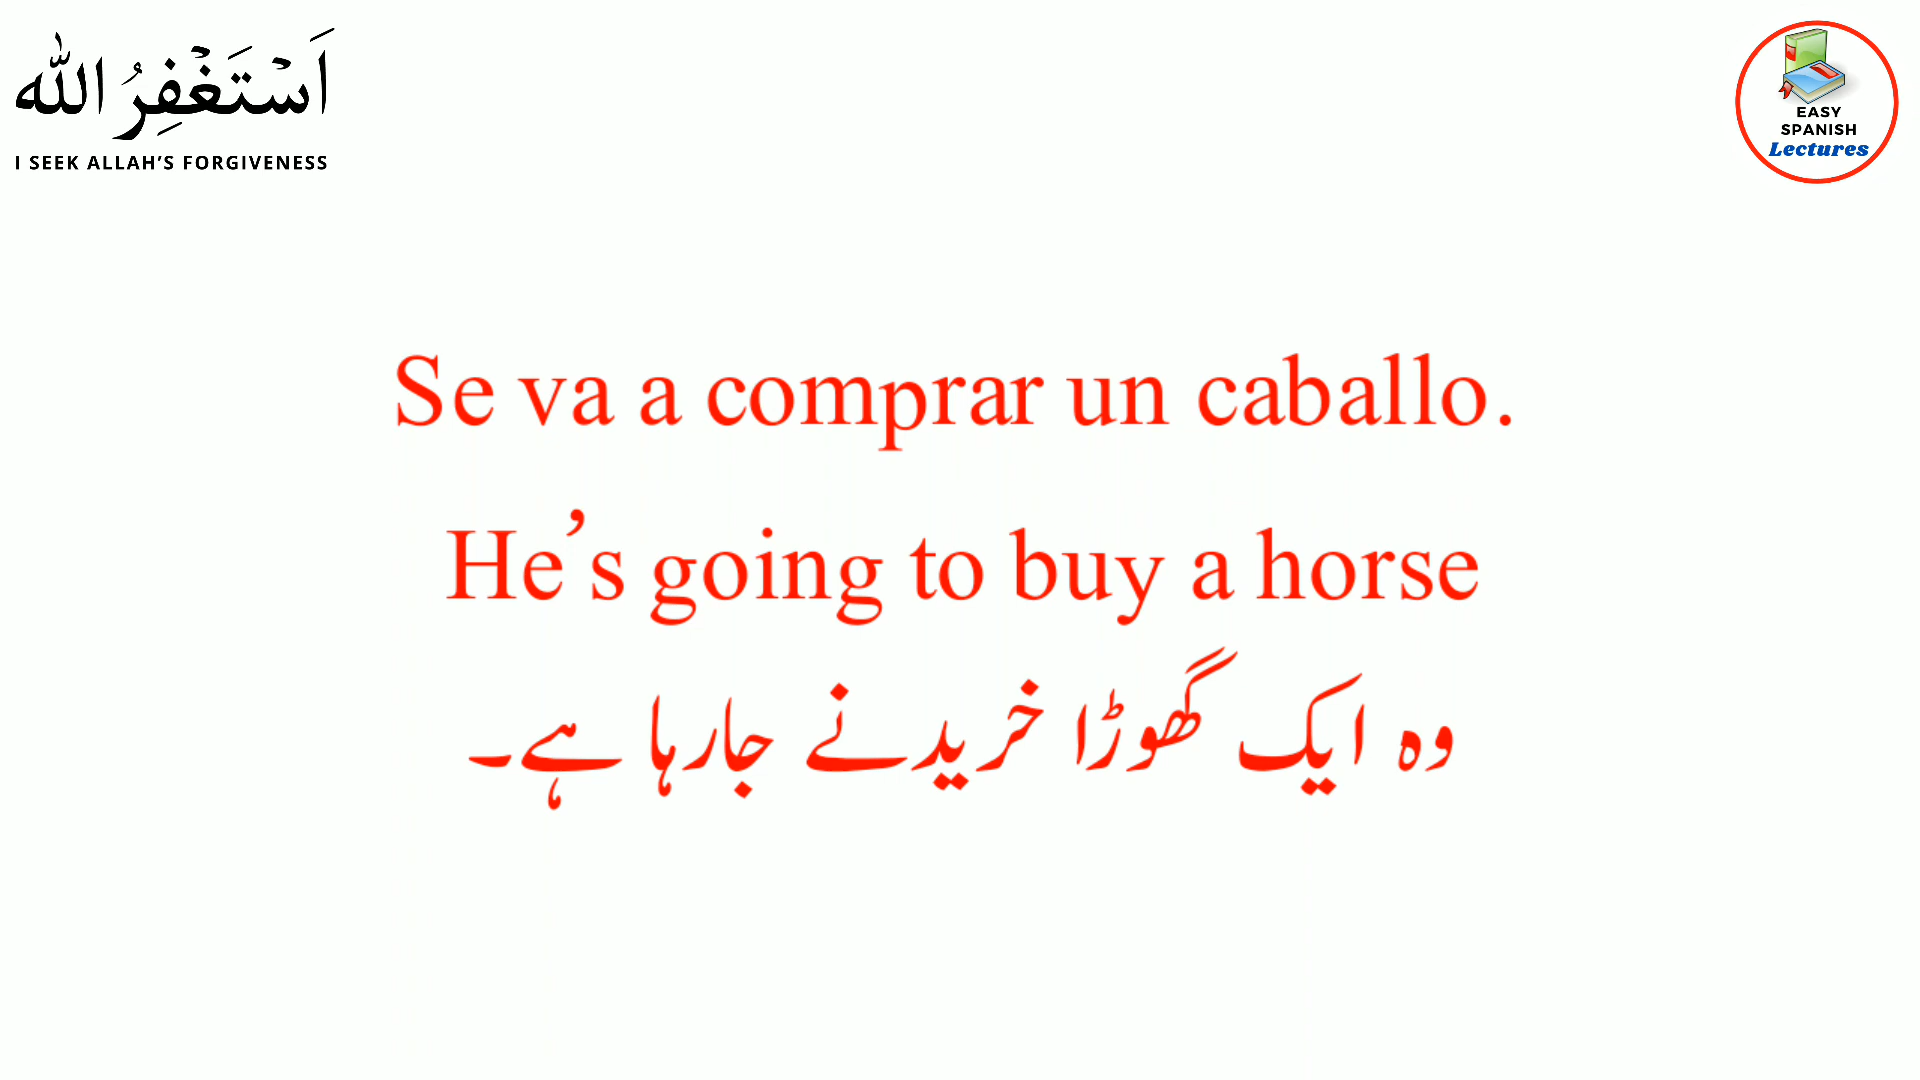 اَسْتَغْفِرُ الله
I SEEK ALLAH’S FORGIVENESS
EASY
SPANISH
Lectures
Se va a comprar un caballo.
He’s going to buy a horse
وہ ایک گھوڑا خریدنے جارہا ہے۔